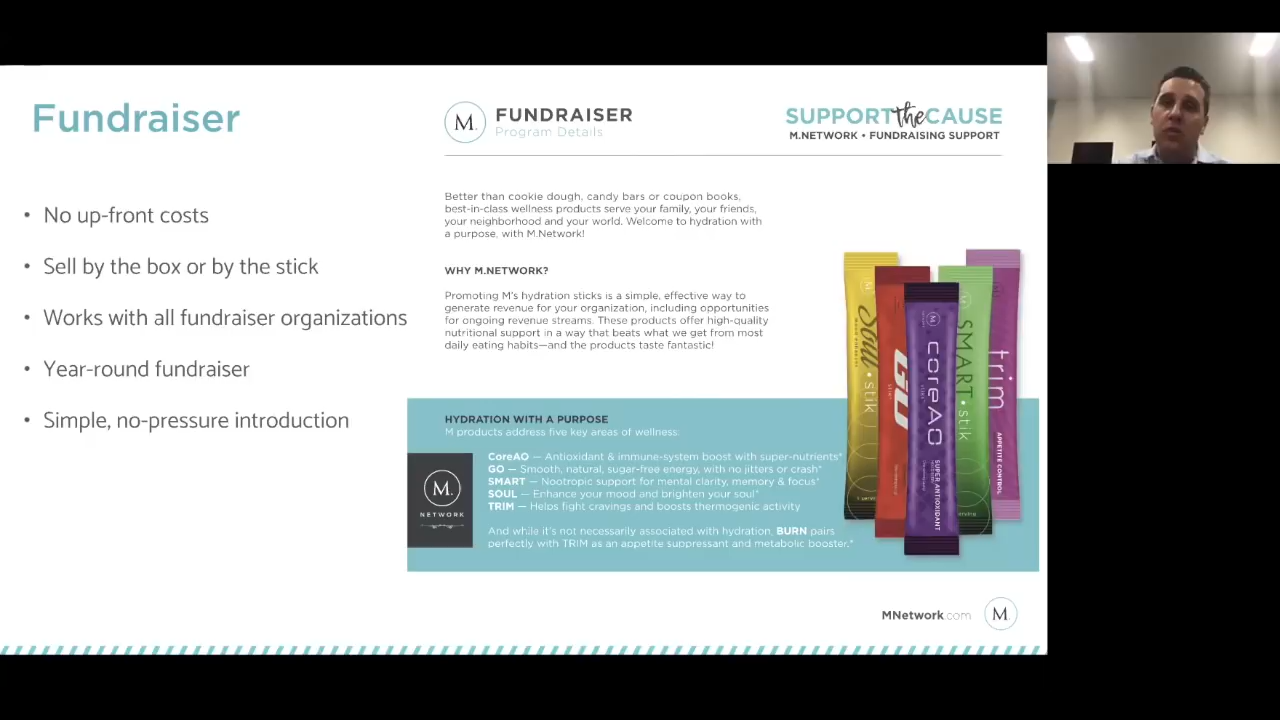 Fundraiser
• No up-front costs
• Sell by the box or by the stick
• Works with all fundraiser organizations
• Year-round fundraiser
• Simple, no-pressure introduction
M.
FUNDRAISER
Program Details
SUPPORT the CAUSE
M.NETWORK • FUNDRAISING SUPPORT
Better than cookie dough, candy bars or coupon books,
best-in-class wellness products serve your family, your friends,
your neighborhood and your world. Welcome to hydration with
a purpose, with M.Network!
WHY M.NETWORK?
Promoting M's hydration sticks is a simple, effective way to
generate revenue for your organization, including opportunities
for ongoing revenue streams. These products offer high-quality
nutritional support in a way that beats what we get from most
daily eating habits—and the products taste fantastic!
HYDRATION WITH A PURPOSE
M products address five key areas of wellness:
CoreAO — Antioxidant & immune-system boost with super-nutrients*
GO — Smooth, natural, sugar-free energy, with no jitters or crash*
SMART — Nootropic support for mental clarity, memory & focus*
SOUL — Enhance your mood and brighten your soul*
TRIM — Helps fight cravings and boosts thermogenic activity
And while it's not necessarily associated with hydration, BURN pairs
perfectly with TRIM as an appetite suppressant and metabolic booster.*
M.
NETWORK
Soul • stik
GO
M.
coreAO
SUPER ANTIOXIDANT
SMART • stik
trim
APPETITE CONTROL
MNetwork.com
M.